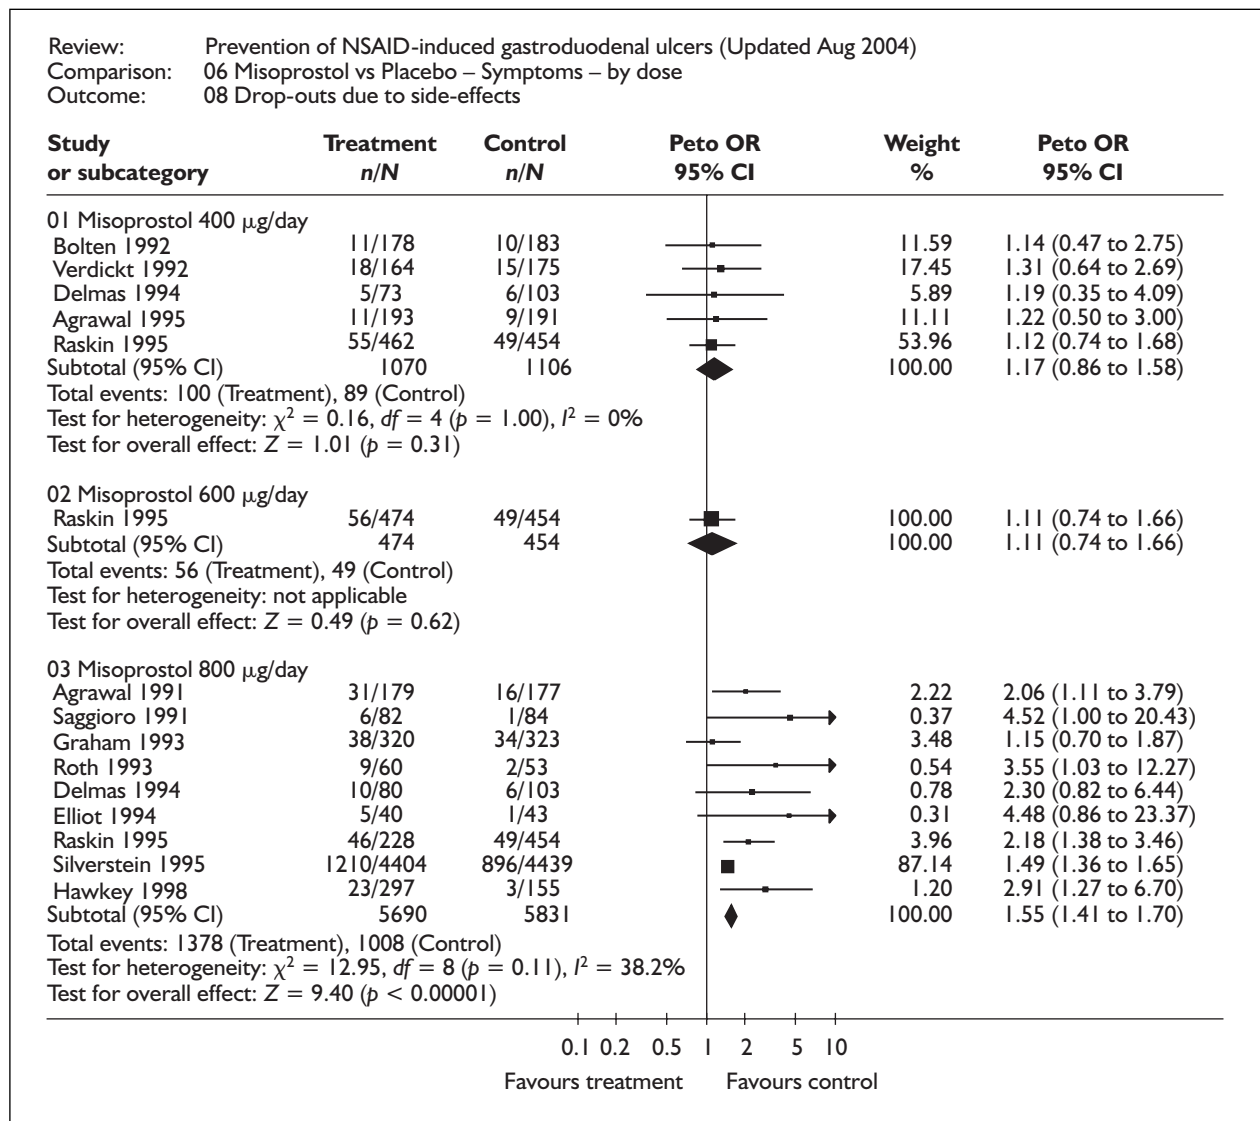 Review: Prevention of NSAID-induced gastroduodenal ulcers (Updated Aug 2004)
Comparison: 06 Misoprostol vs Placebo – Symptoms – by dose
Outcome: 08 Drop-outs due to side-effects
Study Treatment Control Peto OR Weight Peto OR
or subcategory n/N n/N 95% CI % 95% CI
01 Misoprostol 400 µg/day
Bolten 1992 11/178 10/183 11.59 1.14 (0.47 to 2.75)
Verdickt 1992 18/164 15/175 17.45 1.31 (0.64 to 2.69)
Delmas 1994 5/73 6/103 5.89 1.19 (0.35 to 4.09)
Agrawal 1995 11/193 9/191 11.11 1.22 (0.50 to 3.00)
Raskin 1995 55/462 49/454 53.96 1.12 (0.74 to 1.68)
Subtotal (95% CI) 1070 1106 100.00 1.17 (0.86 to 1.58)
Total events: 100 (Treatment), 89 (Control)
Test for heterogeneity: χ² = 0.16, df = 4 (p = 1.00), I² = 0%
Test for overall effect: Z = 1.01 (p = 0.31)
02 Misoprostol 600 µg/day
Raskin 1995 56/474 49/454 100.00 1.11 (0.74 to 1.66)
Subtotal (95% CI) 474 454 100.00 1.11 (0.74 to 1.66)
Total events: 56 (Treatment), 49 (Control)
Test for heterogeneity: not applicable
Test for overall effect: Z = 0.49 (p = 0.62)
03 Misoprostol 800 µg/day
Agrawal 1991 31/179 16/177 2.22 2.06 (1.11 to 3.79)
Saggioro 1991 6/82 1/84 0.37 4.52 (1.00 to 20.43)
Graham 1993 38/320 34/323 3.48 1.15 (0.70 to 1.87)
Roth 1993 9/60 2/53 0.54 3.55 (1.03 to 12.27)
Delmas 1994 10/80 6/103 0.78 2.30 (0.82 to 6.44)
Elliot 1994 5/40 1/43 0.31 4.48 (0.86 to 23.37)
Raskin 1995 46/228 49/454 3.96 2.18 (1.38 to 3.46)
Silverstein 1995 1210/4404 896/4439 87.14 1.49 (1.36 to 1.65)
Hawkey 1998 23/297 3/155 1.20 2.91 (1.27 to 6.70)
Subtotal (95% CI) 5690 5831 100.00 1.55 (1.41 to 1.70)
Total events: 1378 (Treatment), 1008 (Control)
Test for heterogeneity: χ² = 12.95, df = 8 (p = 0.11), I² = 38.2%
Test for overall effect: Z = 9.40 (p < 0.00001)
0.1 0.2 0.5 1 2 5 10
Favours treatment Favours control